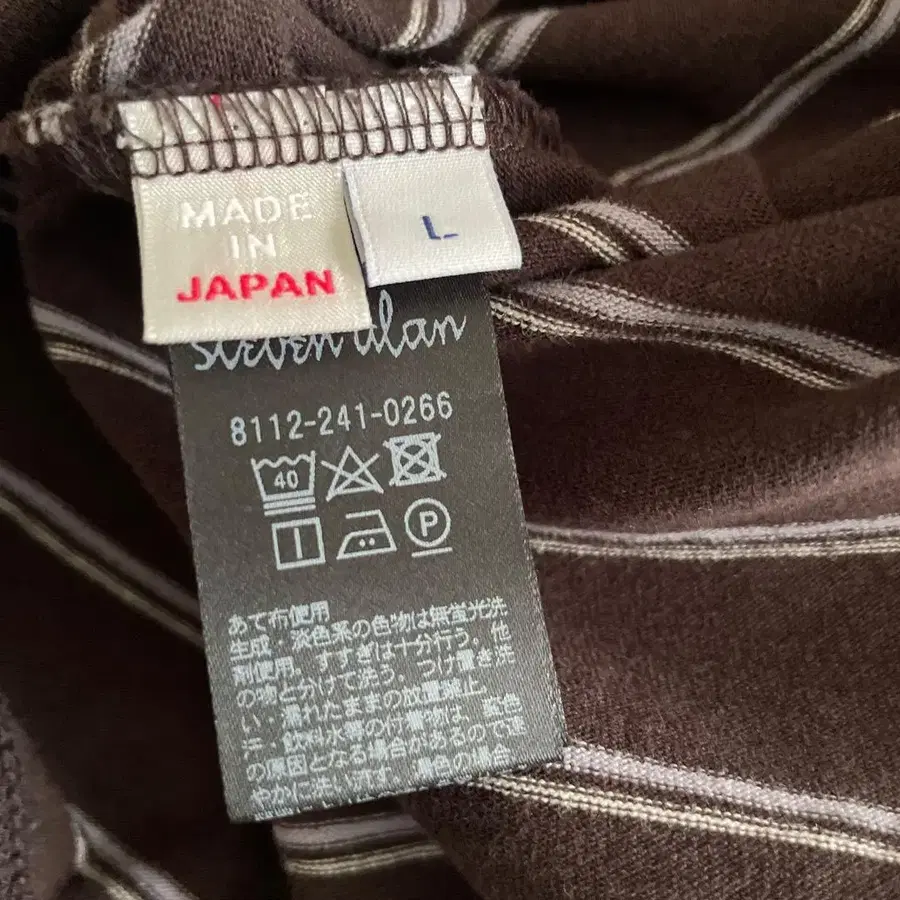 MADE
IN
JAPAN
L
steven alan
8112-241-0266
40
P
あて布使用
生成・淡色系の色物は無蛍光洗
剤使用。すすぎは十分行う。他
の物とわけて洗う。つけ置き洗
い・濡れたままの放置禁止
汗・飲料水等の付着物は、変色
の原因となる場合があるので速
やかに洗い流す。濃色の場合